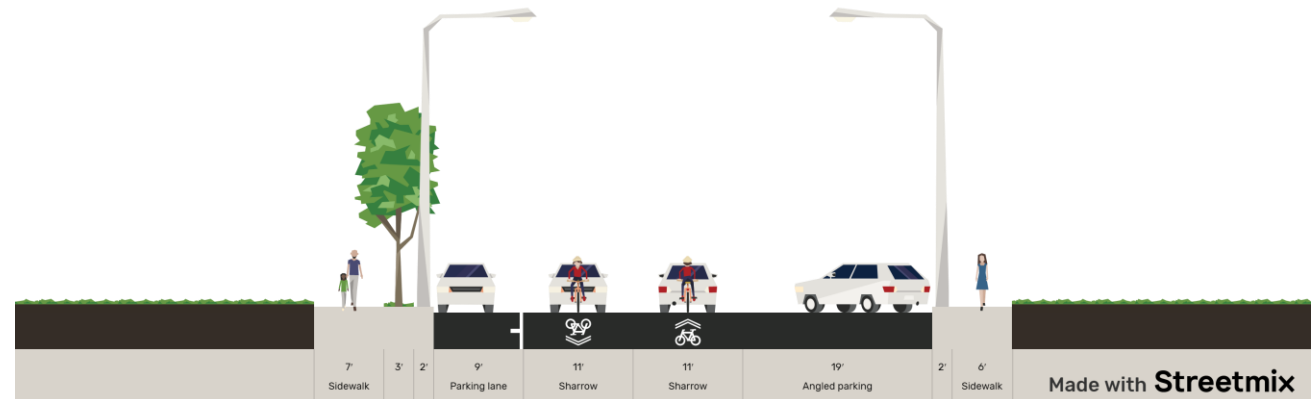 7' 3' 2' 9' 11' 11' 19' 2' 6'
Sidewalk Parking lane Sharrow Sharrow Angled parking Sidewalk
Made with Streetmix